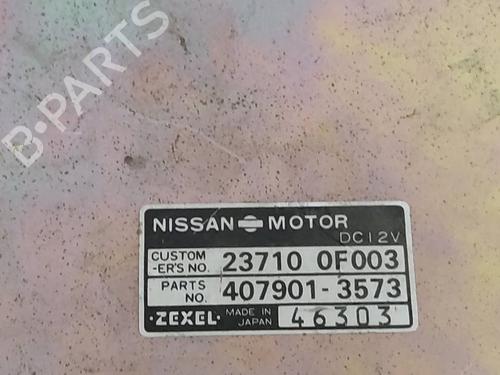 B-PARTS
NISSAN MOTOR
DC12V
CUSTOM
-ER'S NO. 23710 0F003
PARTS
NO. 407901-3573
·ZEXEL· MADE IN
JAPAN 46303